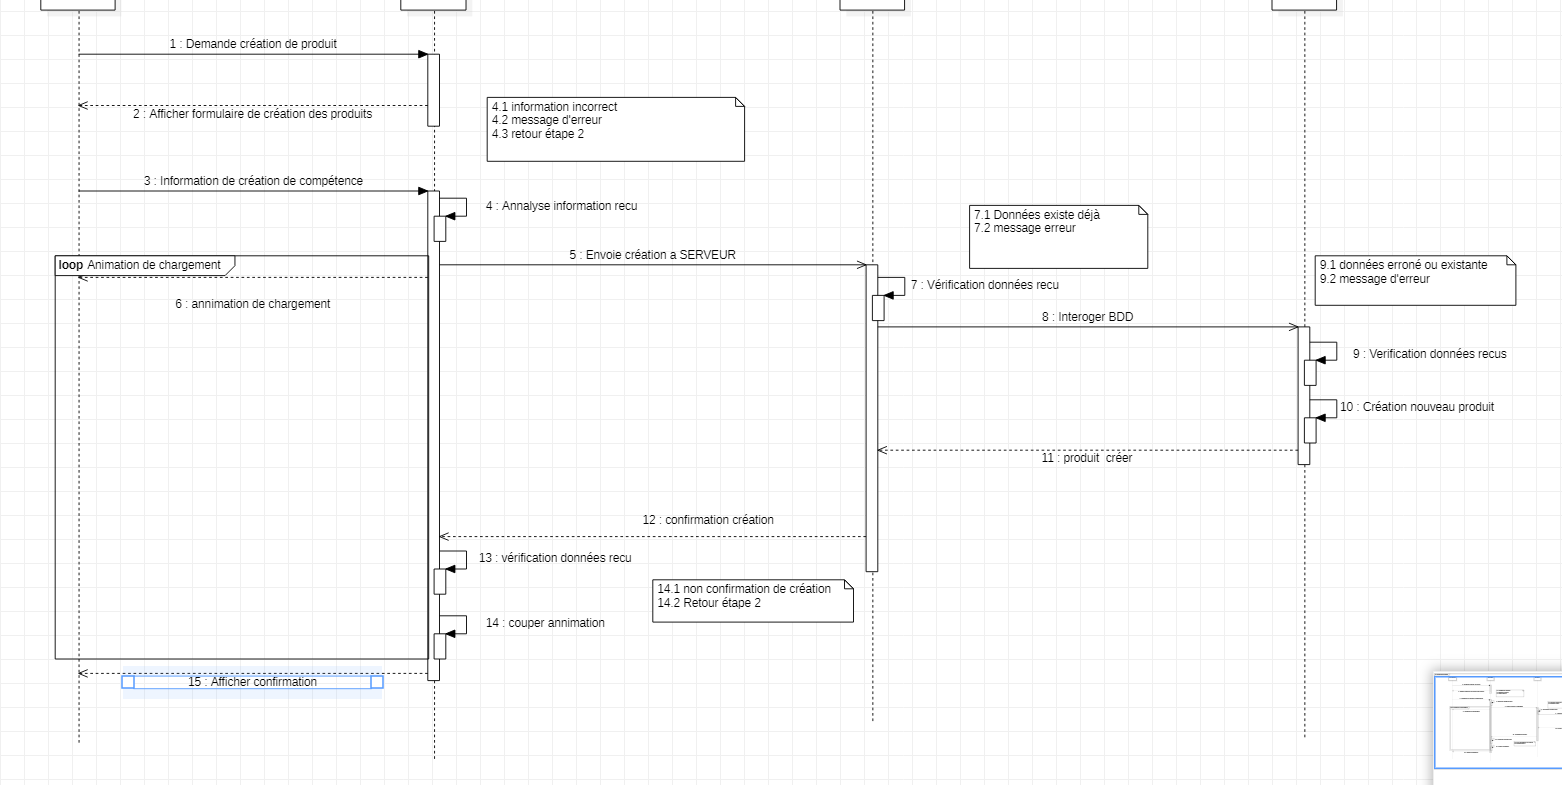 1 : Demande création de produit
2 : Afficher formulaire de création des produits
4.1 information incorrect
4.2 message d'erreur
4.3 retour étape 2
3 : Information de création de compétence
4 : Annalyse information recu
7.1 Données existe déjà
7.2 message erreur
5 : Envoie création a SERVEUR
loop Animation de chargement
9.1 données erroné ou existante
9.2 message d'erreur
7 : Vérification données recu
6 : annimation de chargement
8 : Interoger BDD
9 : Verification données recus
10 : Création nouveau produit
11 : produit créer
12 : confirmation création
13 : vérification données recu
14.1 non confirmation de création
14.2 Retour étape 2
14 : couper annimation
15 : Afficher confirmation